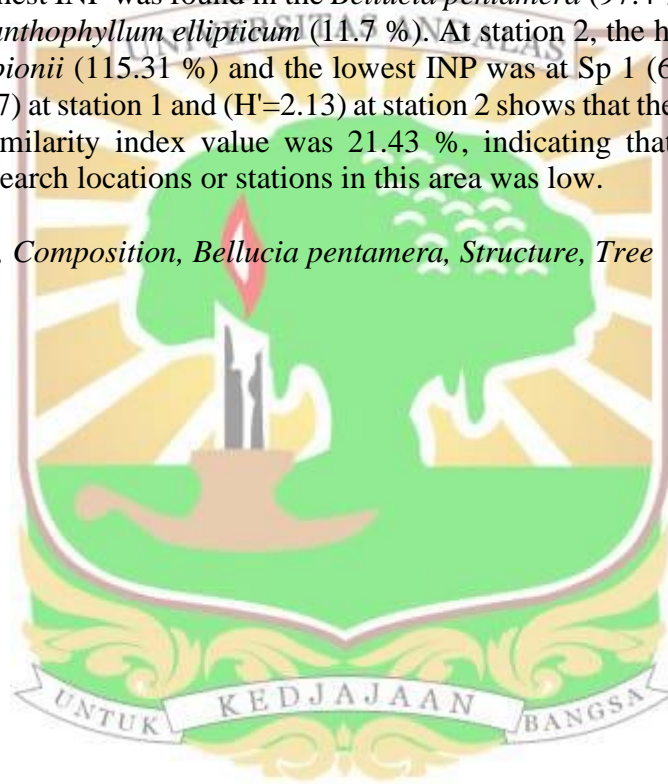 hest INP was found in the Bellucia pentamera (97.4
anthophyllum ellipticum (11.7 %). At station 2, the h
UNIVERSITAS ANDALAS
pionii (115.31 %) and the lowest INP was at Sp 1 (6
7) at station 1 and (H'=2.13) at station 2 shows that the
milarity index value was 21.43 %, indicating that
earch locations or stations in this area was low.
, Composition, Bellucia pentamera, Structure, Tree
UNTUK KEDJAJAAN BANGSA